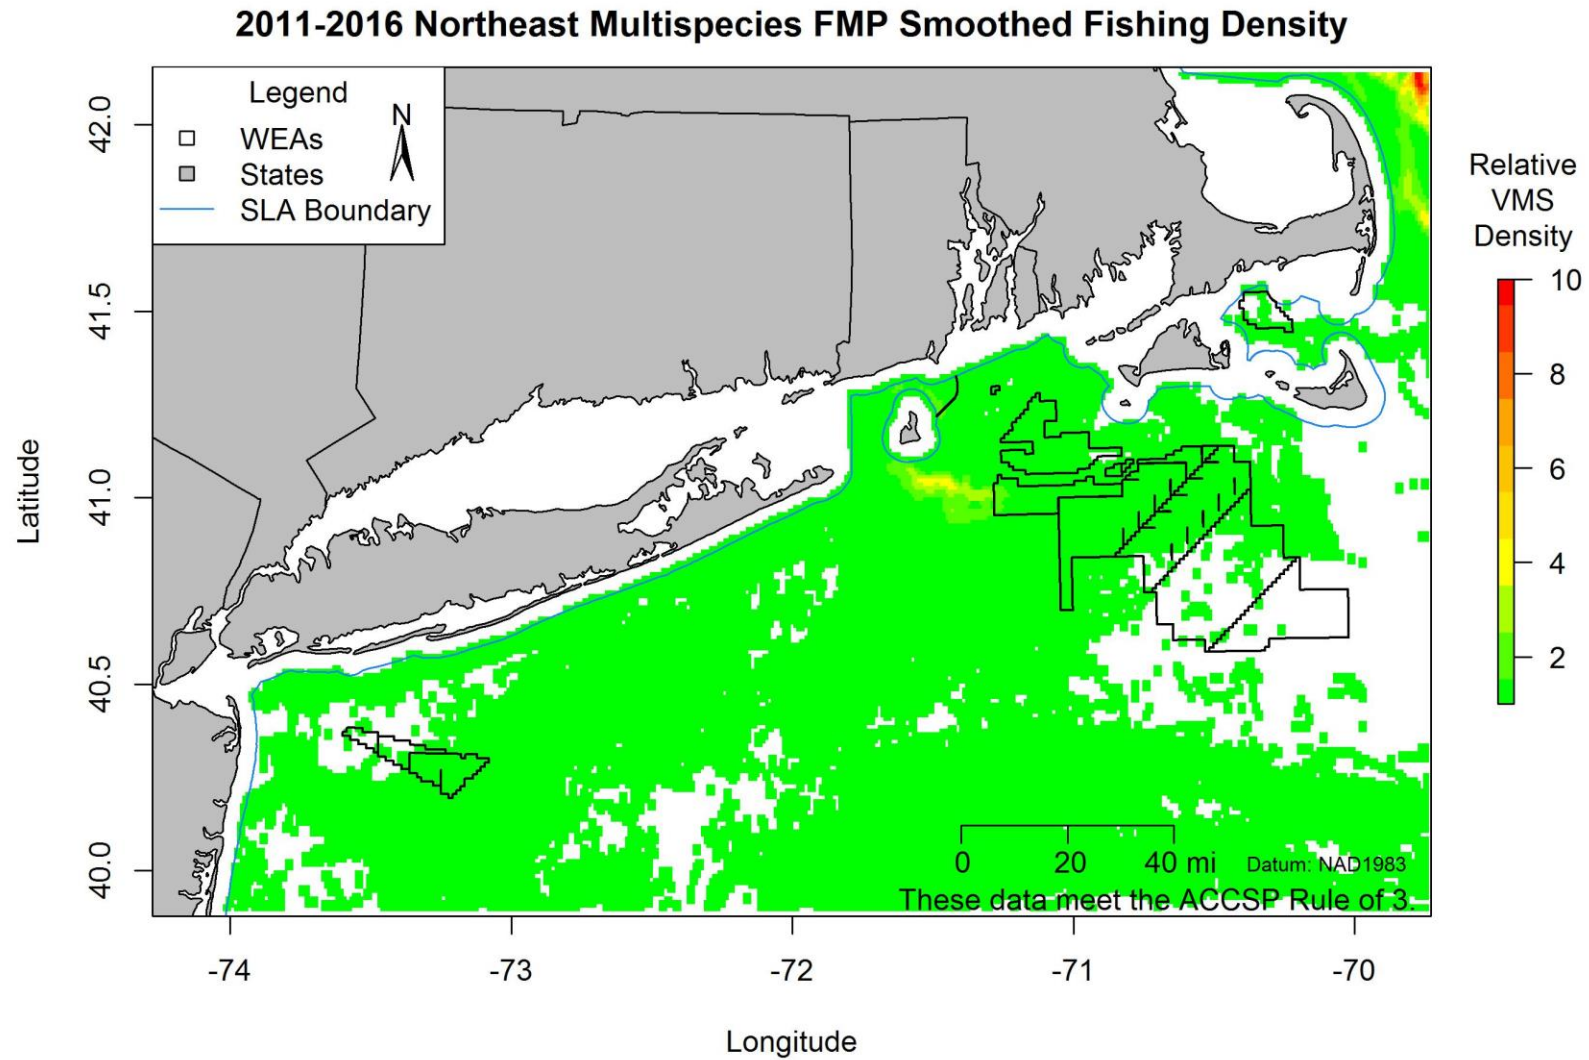 2011-2016 Northeast Multispecies FMP Smoothed Fishing Density
Legend
N
WEAs
States
SLA Boundary
Relative
VMS
Density
10
8
6
4
2
Latitude
42.0
41.5
41.0
40.5
40.0
0 20 40 mi Datum: NAD1983
These data meet the ACCSP Rule of 3.
-74 -73 -72 -71 -70
Longitude